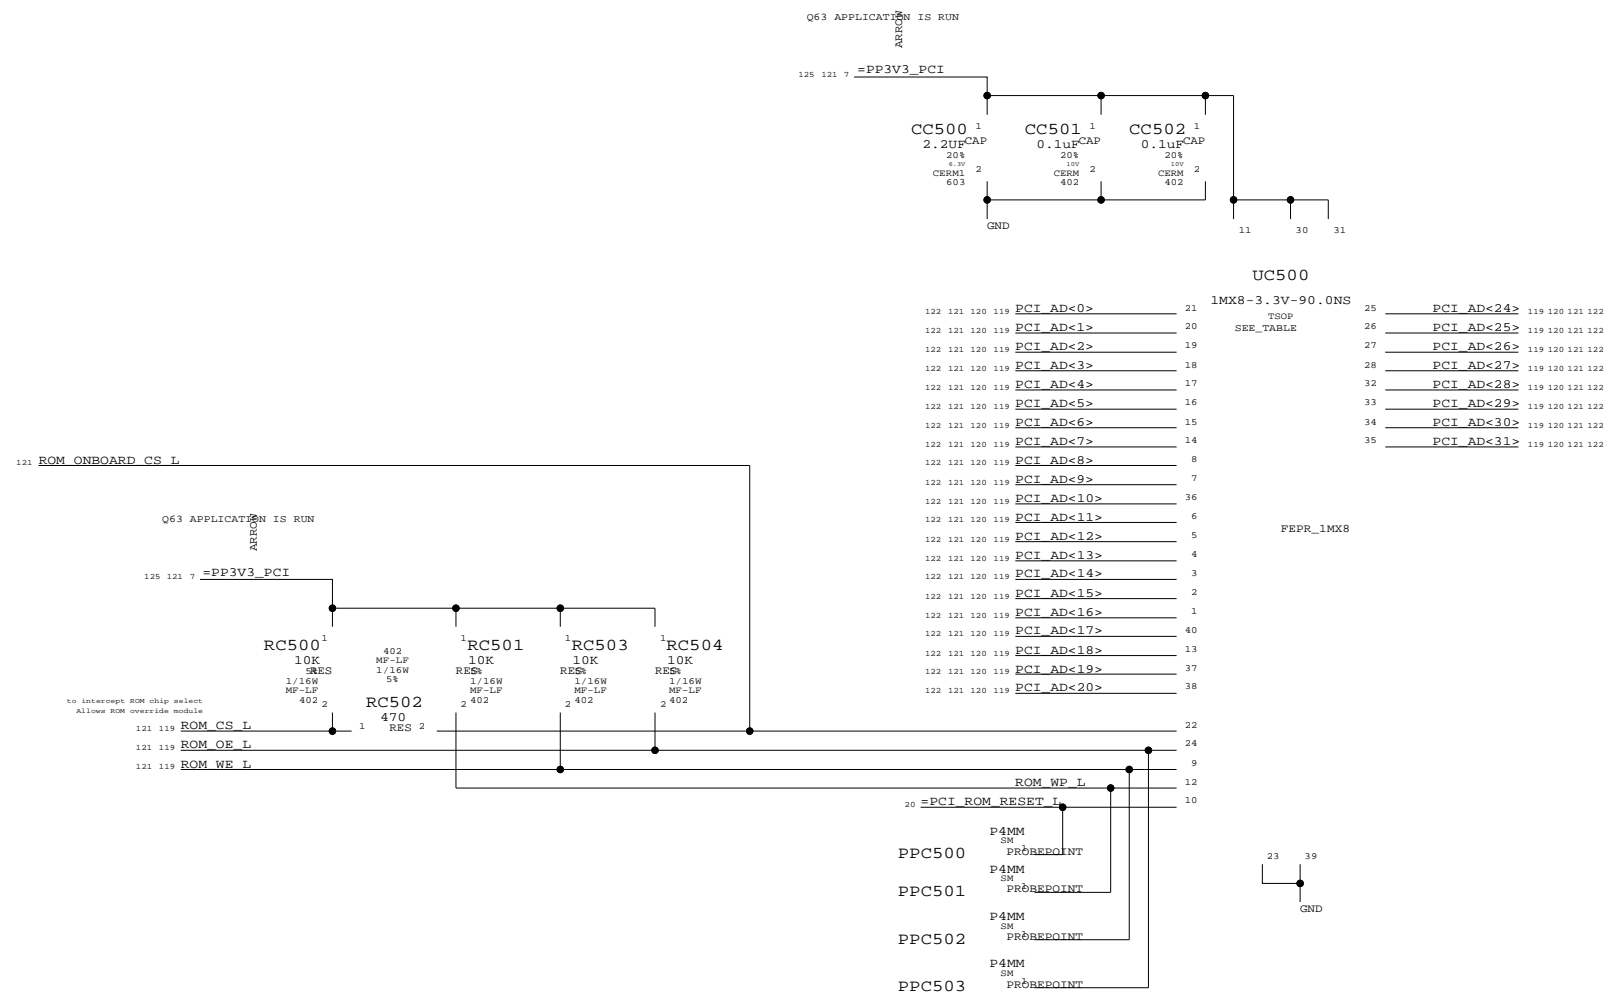 Q63 APPLICATION IS RUN
ARROW
125 121 7 =PP3V3_PCI
CC500 1
CAP
2.2UF
20%
6.3V
CERM1
603
2
CC501 1
CAP
0.1uF
20%
10V
CERM
402
2
CC502 1
CAP
0.1uF
20%
10V
CERM
402
2
GND
11 30 31
UC500
1MX8-3.3V-90.0NS
TSOP
SEE_TABLE
FEPR_1MX8
122 121 120 119 PCI_AD<0> 21
122 121 120 119 PCI_AD<1> 20
122 121 120 119 PCI_AD<2> 19
122 121 120 119 PCI_AD<3> 18
122 121 120 119 PCI_AD<4> 17
122 121 120 119 PCI_AD<5> 16
122 121 120 119 PCI_AD<6> 15
122 121 120 119 PCI_AD<7> 14
122 121 120 119 PCI_AD<8> 8
122 121 120 119 PCI_AD<9> 7
122 121 120 119 PCI_AD<10> 36
122 121 120 119 PCI_AD<11> 6
122 121 120 119 PCI_AD<12> 5
122 121 120 119 PCI_AD<13> 4
122 121 120 119 PCI_AD<14> 3
122 121 120 119 PCI_AD<15> 2
122 121 120 119 PCI_AD<16> 1
122 121 120 119 PCI_AD<17> 40
122 121 120 119 PCI_AD<18> 13
122 121 120 119 PCI_AD<19> 37
122 121 120 119 PCI_AD<20> 38
25 PCI_AD<24> 119 120 121 122
26 PCI_AD<25> 119 120 121 122
27 PCI_AD<26> 119 120 121 122
28 PCI_AD<27> 119 120 121 122
32 PCI_AD<28> 119 120 121 122
33 PCI_AD<29> 119 120 121 122
34 PCI_AD<30> 119 120 121 122
35 PCI_AD<31> 119 120 121 122
121 ROM_ONBOARD_CS_L
Q63 APPLICATION IS RUN
ARROW
125 121 7 =PP3V3_PCI
RC500 1
10K
5%
RES
1/16W
MF-LF
402 2
402
MF-LF
1/16W
5%
RC502
470
1 RES 2
1 RC501
10K
RES
5%
1/16W
MF-LF
2 402
1 RC503
10K
RES
5%
1/16W
MF-LF
2 402
1 RC504
10K
RES
5%
1/16W
MF-LF
2 402
to intercept ROM chip select
Allows ROM override module
121 119 ROM_CS_L 22
121 119 ROM_OE_L 24
121 119 ROM_WE_L 9
ROM_WP_L 12
20 =PCI_ROM_RESET_L 10
P4MM
SM
1
PPC500 PROBEPOINT
P4MM
SM
1
PPC501 PROBEPOINT
P4MM
SM
1
PPC502 PROBEPOINT
P4MM
SM
1
PPC503 PROBEPOINT
23 39
GND